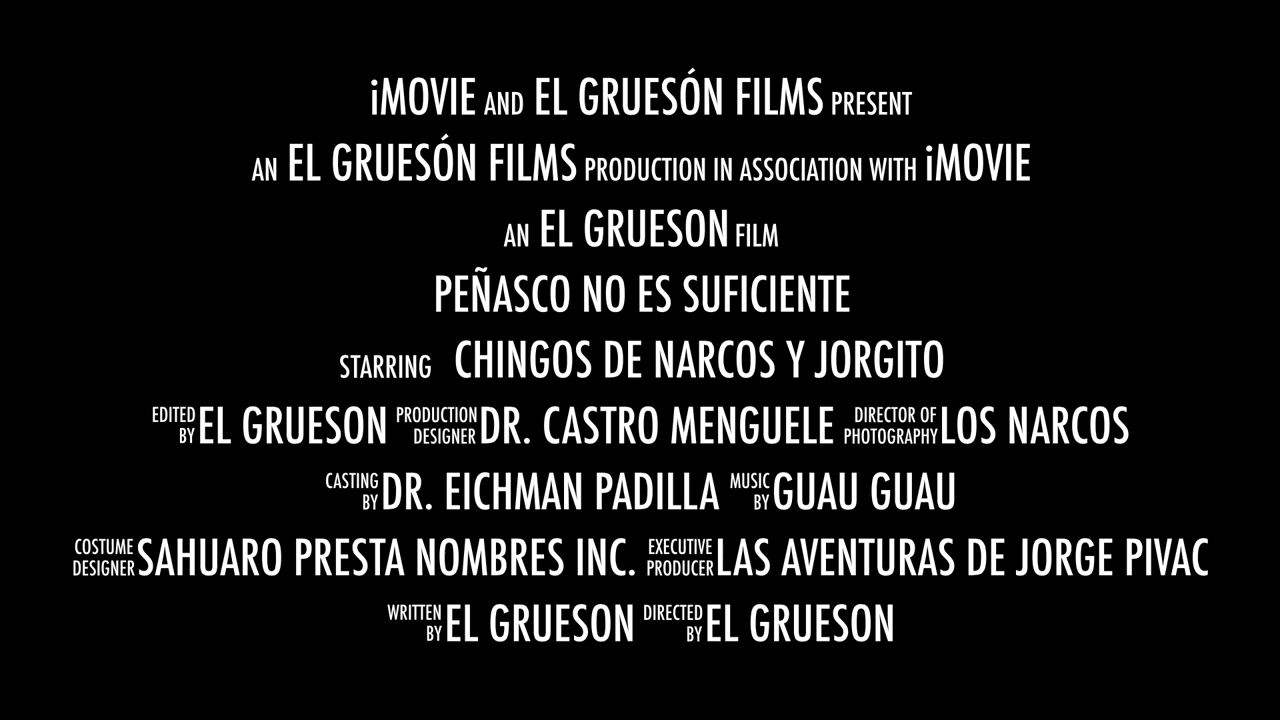 iMOVIE AND EL GRUESÓN FILMS PRESENT
AN EL GRUESÓN FILMS PRODUCTION IN ASSOCIATION WITH iMOVIE
AN EL GRUESON FILM
PEÑASCO NO ES SUFICIENTE
STARRING CHINGOS DE NARCOS Y JORGITO
EDITED BY EL GRUESON PRODUCTION DESIGNER DR. CASTRO MENGUELE DIRECTOR OF PHOTOGRAPHY LOS NARCOS
CASTING BY DR. EICHMAN PADILLA MUSIC BY GUAU GUAU
COSTUME DESIGNER SAHUARO PRESTA NOMBRES INC. EXECUTIVE PRODUCER LAS AVENTURAS DE JORGE PIVAC
WRITTEN BY EL GRUESON DIRECTED BY EL GRUESON